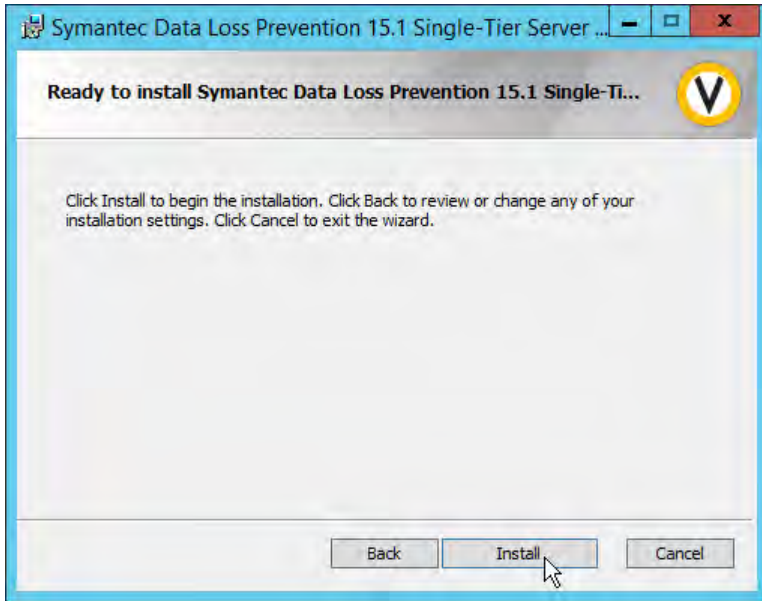 Symantec Data Loss Prevention 15.1 Single-Tier Server ...
Ready to install Symantec Data Loss Prevention 15.1 Single-Ti...
Click Install to begin the installation. Click Back to review or change any of your
installation settings. Click Cancel to exit the wizard.
Back Install Cancel